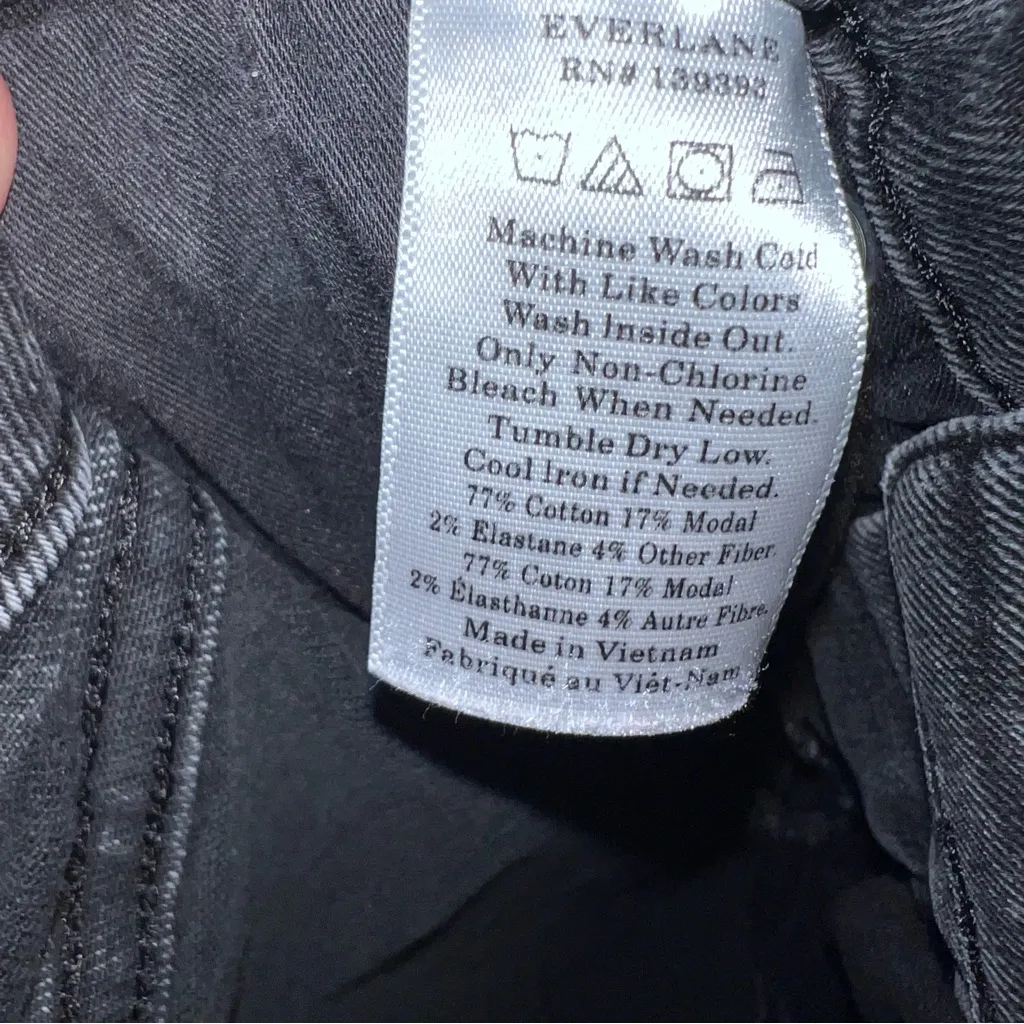 EVERLANE
RN# 139393
Machine Wash Cold
With Like Colors
Wash Inside Out.
Only Non-Chlorine
Bleach When Needed.
Tumble Dry Low.
Cool Iron if Needed.
77% Cotton 17% Modal
2% Elastane 4% Other Fiber.
77% Coton 17% Modal
2% Élasthanne 4% Autre Fibre.
Made in Vietnam
Fabriqué au Viêt-Nam